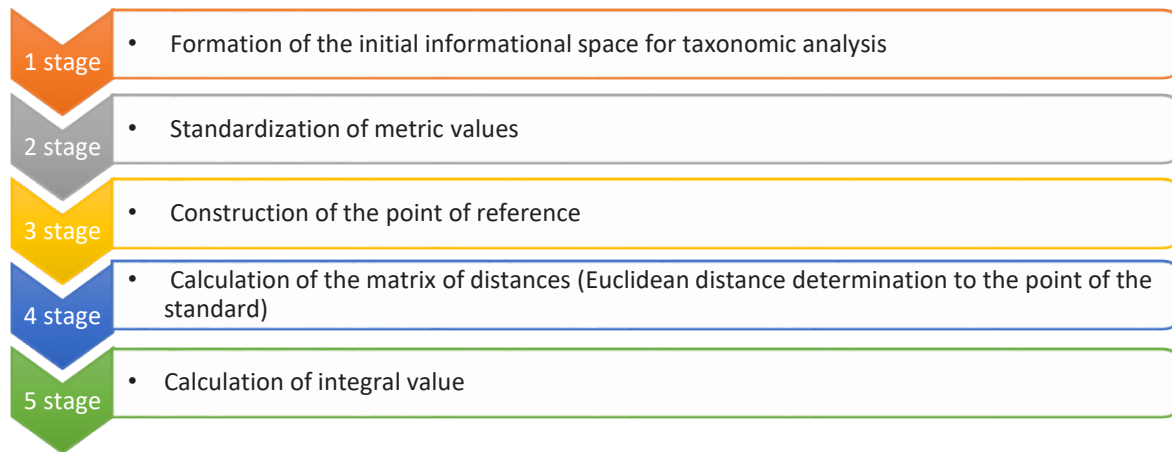 1 stage
• Formation of the initial informational space for taxonomic analysis
2 stage
• Standardization of metric values
3 stage
• Construction of the point of reference
4 stage
• Calculation of the matrix of distances (Euclidean distance determination to the point of the
standard)
5 stage
• Calculation of integral value